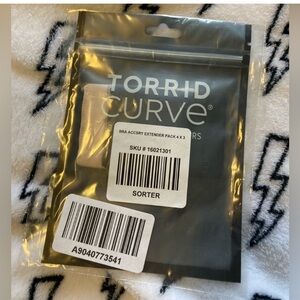 TORRID
CURVE®
BRA ACCSRY EXTENDER PACK 4 X 3
SKU # 16021301
SORTER
A9040773541